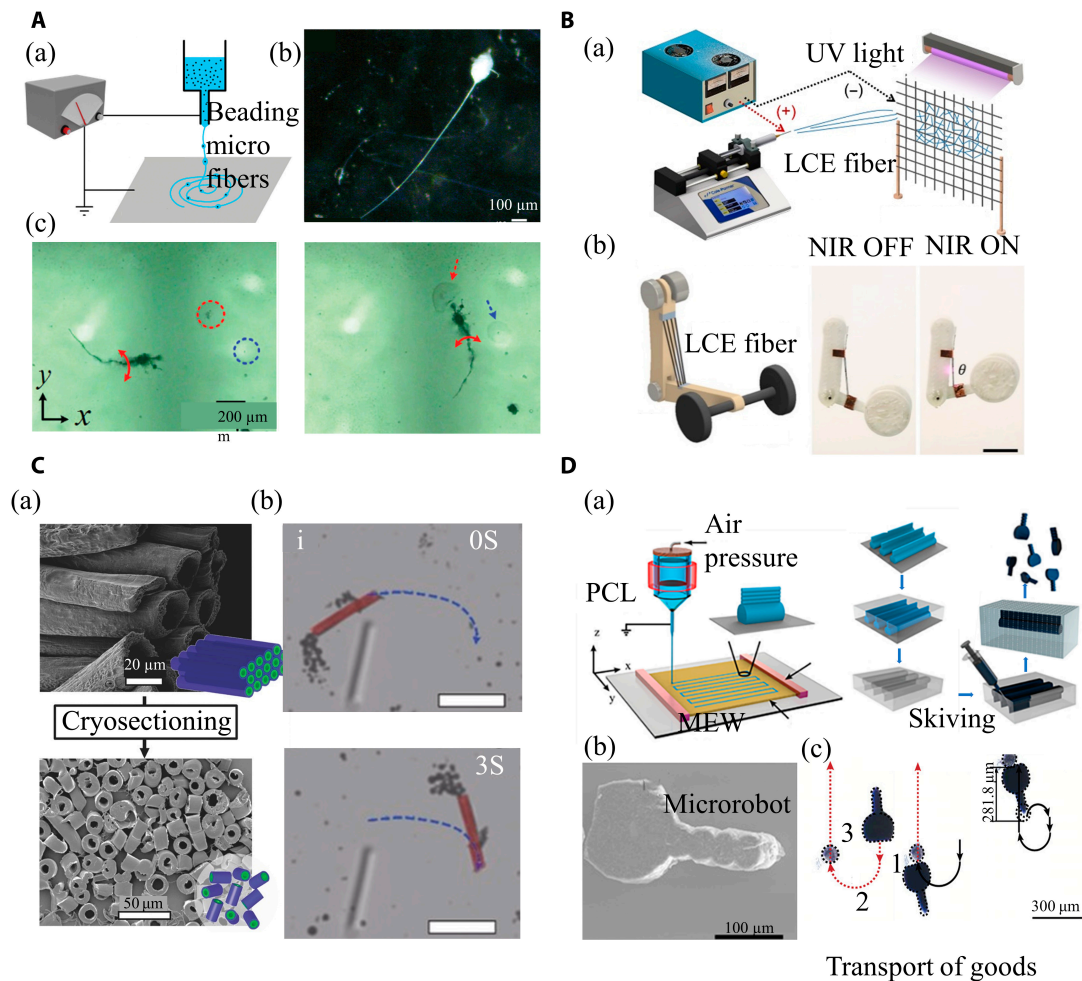 A
(a)
Beading
micro
fibers
(b)
100 µm
(c)
y
x
200 µm
m
B
(a)
UV light
(+)
(−)
LCE fiber
(b)
LCE fiber
NIR OFF
NIR ON
θ
C
(a)
20 µm
Cryosectioning
50 µm
(b)
i
0S
3S
D
(a)
Air
pressure
PCL
z
x
y
MEW
Skiving
(b)
Microrobot
100 µm
(c)
3
1
2
281.8 µm
300 µm
Transport of goods